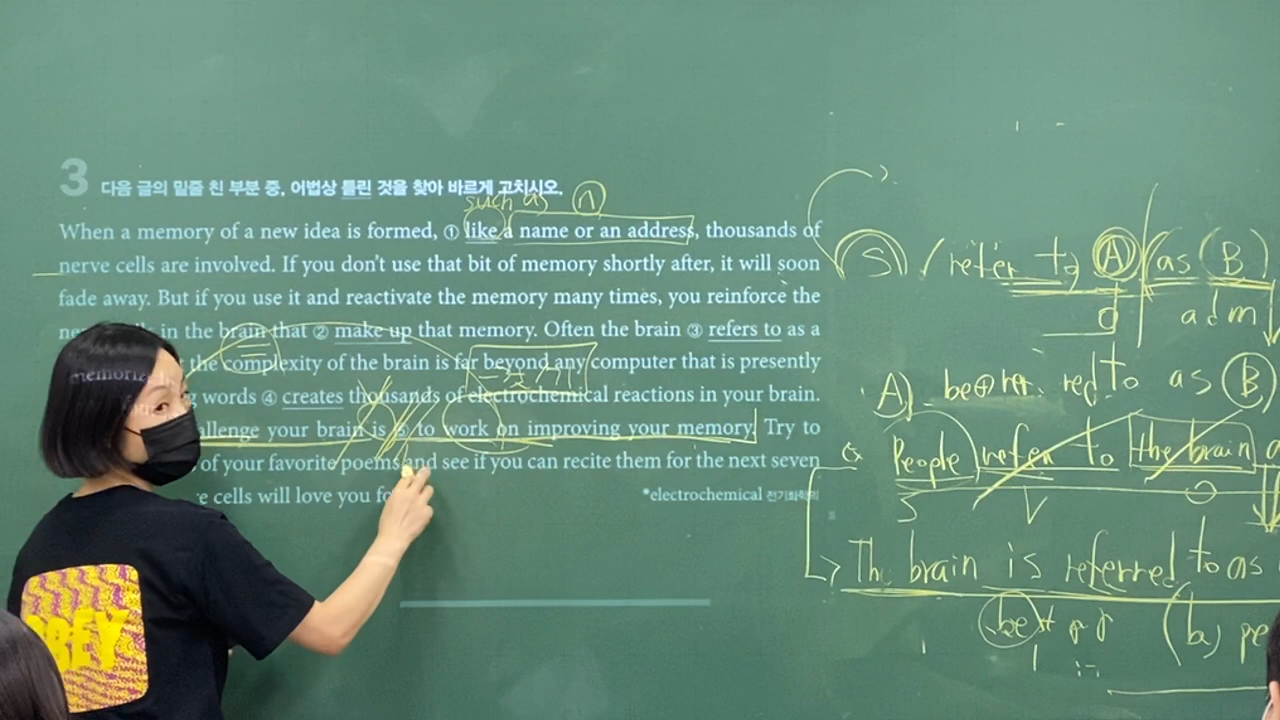 3 다음 글의 밑줄 친 부분 중, 어법상 틀린 것을 찾아 바르게 고치시오.
such as n
When a memory of a new idea is formed, ① like a name or an address, thousands of
nerve cells are involved. If you don't use that bit of memory shortly after, it will soon
fade away. But if you use it and reactivate the memory many times, you reinforce the
in the brain that ② make up that memory. Often the brain ③ refers to as a
the complexity of the brain is far beyond any computer that is presently
words ④ creates thousands of electrochemical reactions in your brain.
allenge your brain is ⑤ to work on improving your memory. Try to
of your favorite poems and see if you can recite them for the next seven
e cells will love you fo
*electrochemical 전기화학의
S refer to A as B
adm
A) be red to as B
ex People refer to the brain a
S V O
The brain is referred to as
be + p p (by pe